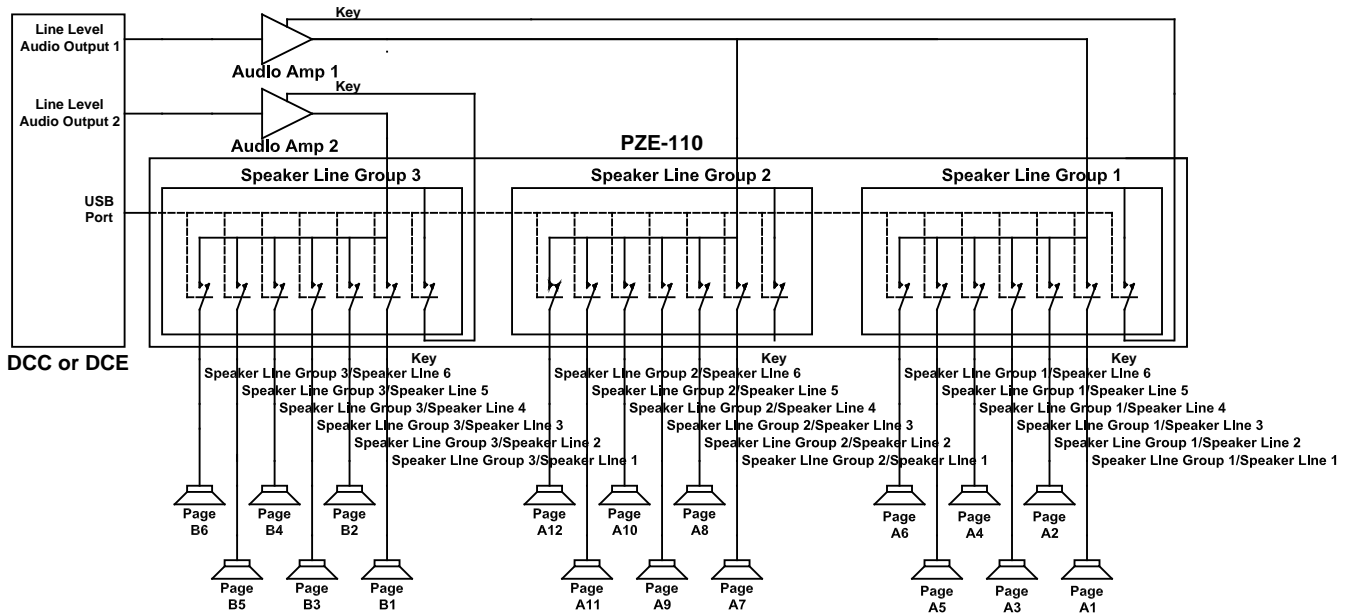 Key
Line Level
Audio Output 1
Audio Amp 1
Key
Line Level
Audio Output 2
Audio Amp 2
PZE-110
Speaker Line Group 3
Speaker Line Group 2
Speaker Line Group 1
USB
Port
DCC or DCE
Key
Key
Key
Speaker Line Group 3/Speaker Line 6
Speaker Line Group 3/Speaker Line 5
Speaker Line Group 3/Speaker Line 4
Speaker Line Group 3/Speaker Line 3
Speaker Line Group 3/Speaker Line 2
Speaker Line Group 3/Speaker Line 1
Speaker Line Group 2/Speaker Line 6
Speaker Line Group 2/Speaker Line 5
Speaker Line Group 2/Speaker Line 4
Speaker Line Group 2/Speaker Line 3
Speaker Line Group 2/Speaker Line 2
Speaker Line Group 2/Speaker Line 1
Speaker Line Group 1/Speaker Line 6
Speaker Line Group 1/Speaker Line 5
Speaker Line Group 1/Speaker Line 4
Speaker Line Group 1/Speaker Line 3
Speaker Line Group 1/Speaker Line 2
Speaker Line Group 1/Speaker Line 1
Page
B6
Page
B4
Page
B2
Page
A12
Page
A10
Page
A8
Page
A6
Page
A4
Page
A2
Page
B5
Page
B3
Page
B1
Page
A11
Page
A9
Page
A7
Page
A5
Page
A3
Page
A1